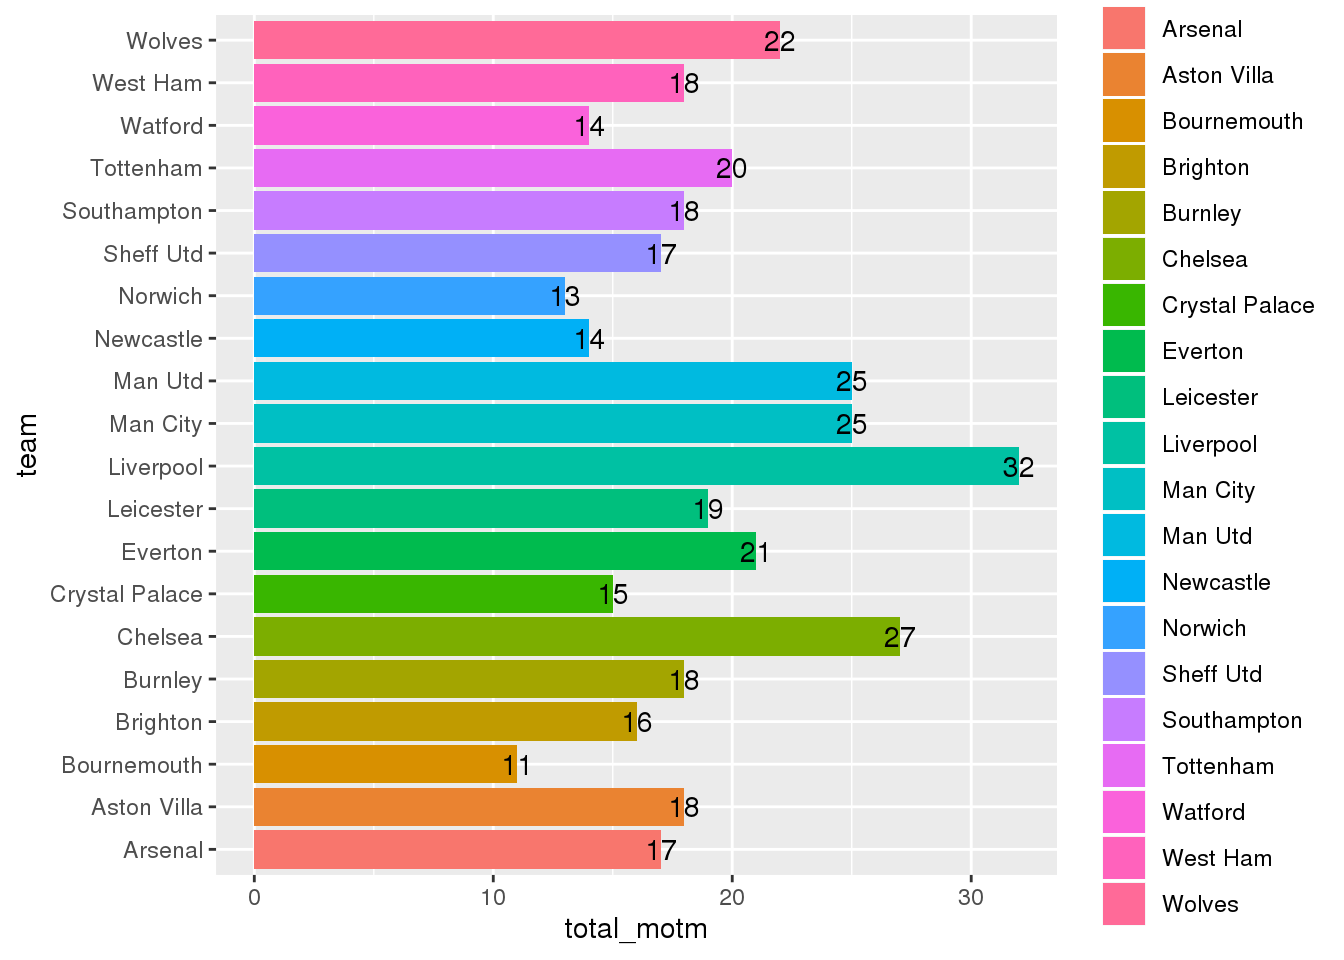 team
Wolves 22
West Ham 18
Watford 14
Tottenham 20
Southampton 18
Sheff Utd 17
Norwich 13
Newcastle 14
Man Utd 25
Man City 25
Liverpool 32
Leicester 19
Everton 21
Crystal Palace 15
Chelsea 27
Burnley 18
Brighton 16
Bournemouth 11
Aston Villa 18
Arsenal 17
0 10 20 30
total_motm
Arsenal
Aston Villa
Bournemouth
Brighton
Burnley
Chelsea
Crystal Palace
Everton
Leicester
Liverpool
Man City
Man Utd
Newcastle
Norwich
Sheff Utd
Southampton
Tottenham
Watford
West Ham
Wolves